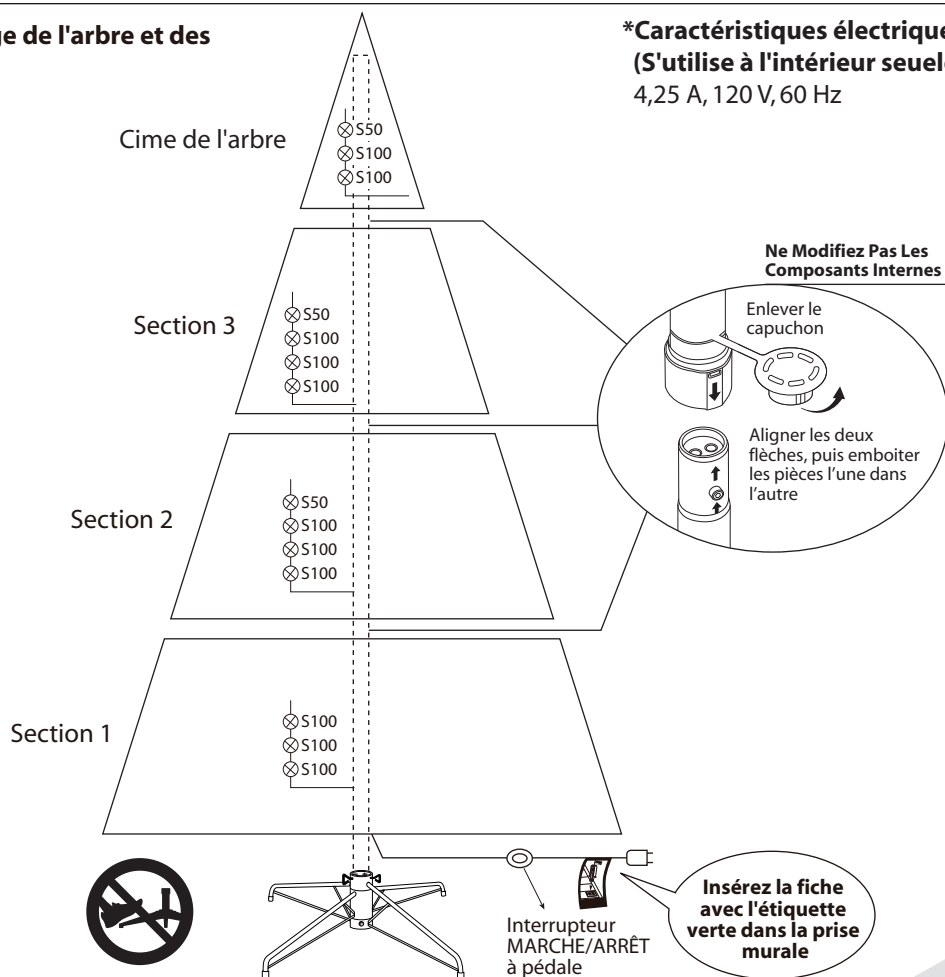 ge de l'arbre et des
*Caractéristiques électrique
(S'utilise à l'intérieur seuel
4,25 A, 120 V, 60 Hz
Cime de l'arbre
S50
S100
S100
Section 3
S50
S100
S100
S100
Ne Modifiez Pas Les
Composants Internes
Enlever le
capuchon
Aligner les deux
flèches, puis emboiter
les pièces l’une dans
l’autre
Section 2
S50
S100
S100
S100
Section 1
S100
S100
S100
Interrupteur
MARCHE/ARRÊT
à pédale
Insérez la fiche
avec l'étiquette
verte dans la prise
murale